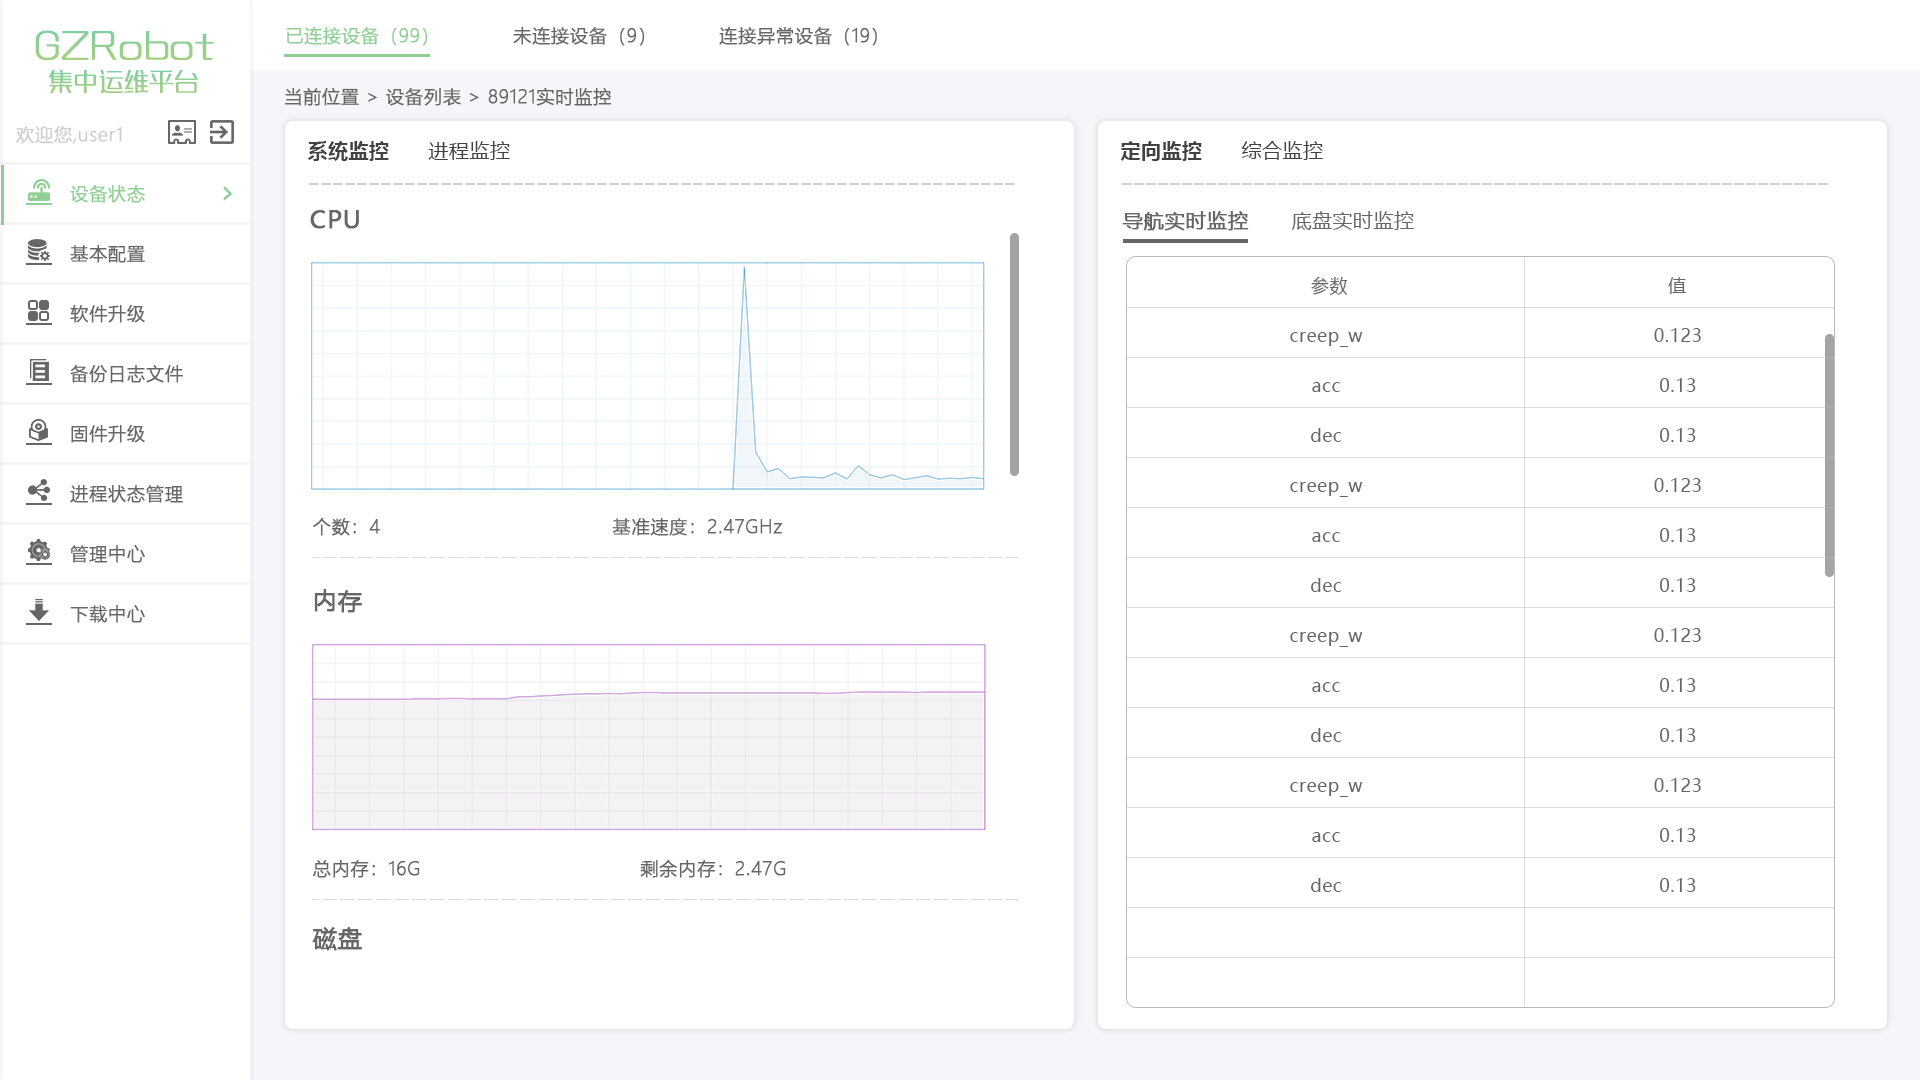 GZRobot
集中运维平台
欢迎您,user1
设备状态
基本配置
软件升级
备份日志文件
固件升级
进程状态管理
管理中心
下载中心
已连接设备（99） 未连接设备（9） 连接异常设备（19）
当前位置 > 设备列表 > 89121实时监控
系统监控 进程监控
CPU
个数：4 基准速度：2.47GHz
内存
总内存：16G 剩余内存：2.47G
磁盘
定向监控 综合监控
导航实时监控 底盘实时监控
参数 值
creep_w 0.123
acc 0.13
dec 0.13
creep_w 0.123
acc 0.13
dec 0.13
creep_w 0.123
acc 0.13
dec 0.13
creep_w 0.123
acc 0.13
dec 0.13